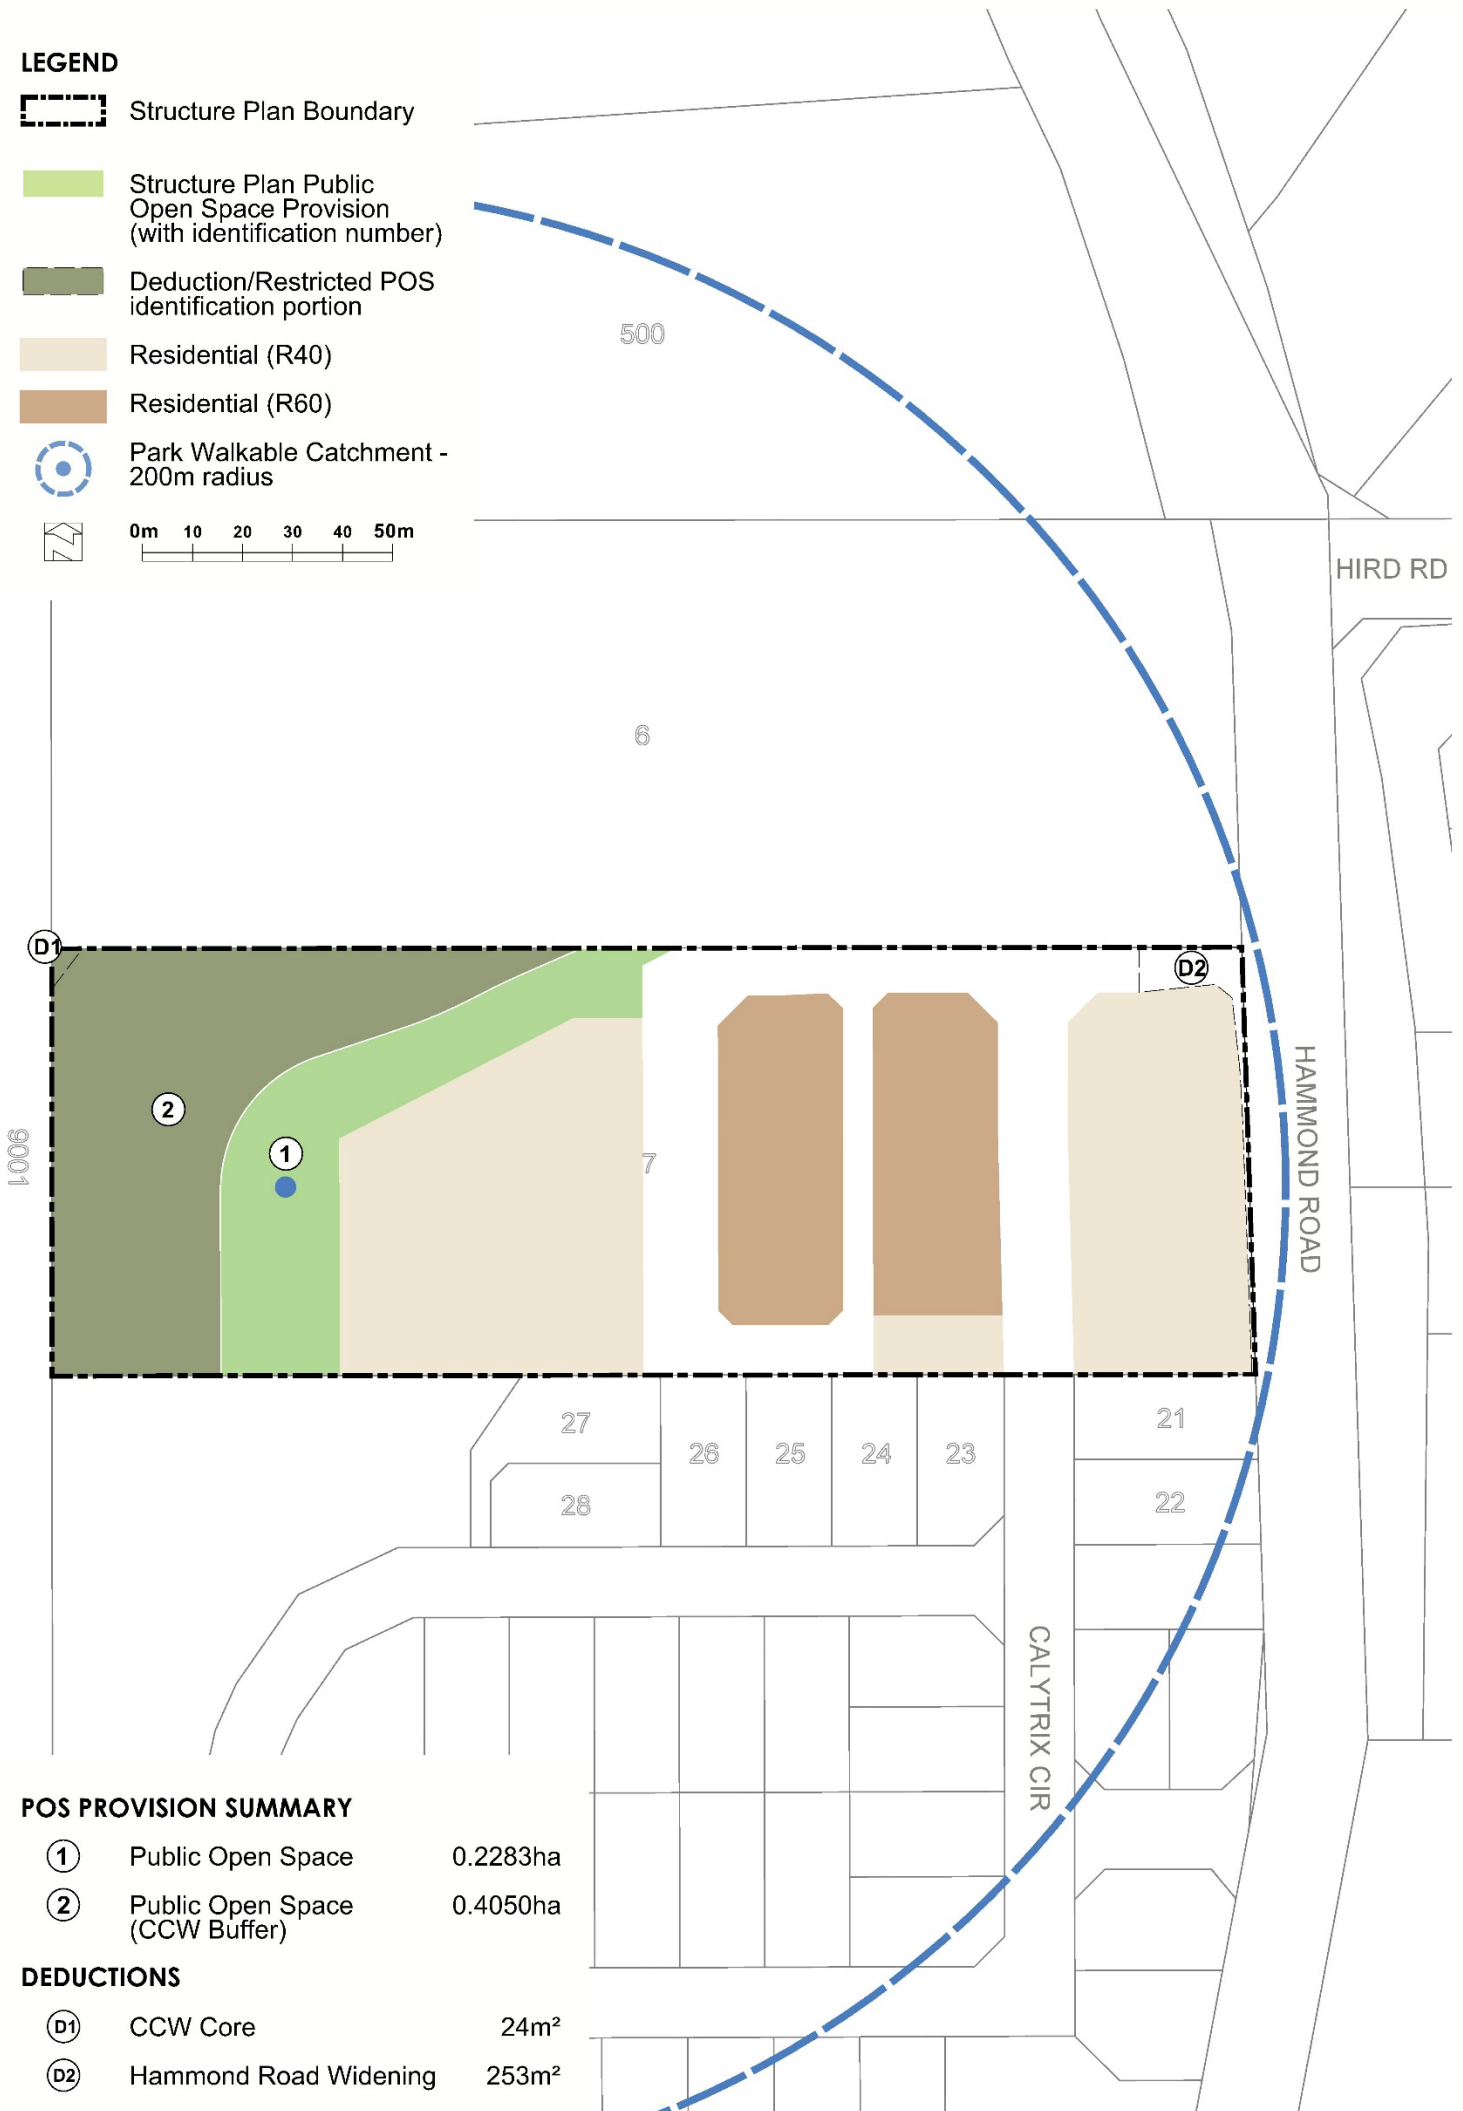 LEGEND
Structure Plan Boundary
Structure Plan Public
Open Space Provision
(with identification number)
Deduction/Restricted POS
identification portion
Residential (R40)
Residential (R60)
Park Walkable Catchment -
200m radius
N
0m 10 20 30 40 50m
500
HIRD RD
6
D1
D2
2
1
7
9001
HAMMOND ROAD
27
26
25
24
23
21
28
22
CALYTRIX CIR
POS PROVISION SUMMARY
1 Public Open Space 0.2283ha
2 Public Open Space 0.4050ha
(CCW Buffer)
DEDUCTIONS
D1 CCW Core 24m²
D2 Hammond Road Widening 253m²